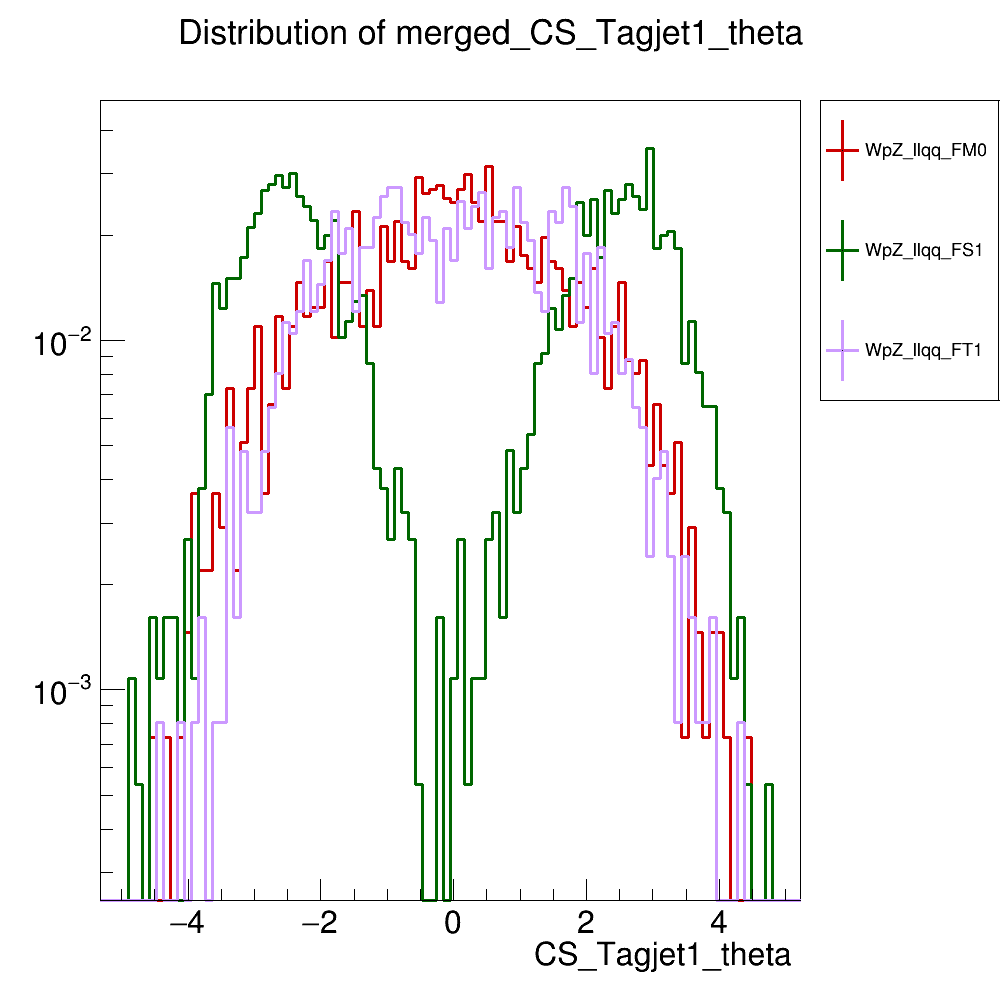 Distribution of merged_CS_Tagjet1_theta
WpZ_llqq_FM0
WpZ_llqq_FS1
WpZ_llqq_FT1
10−2
10−3
−4 −2 0 2 4
CS_Tagjet1_theta